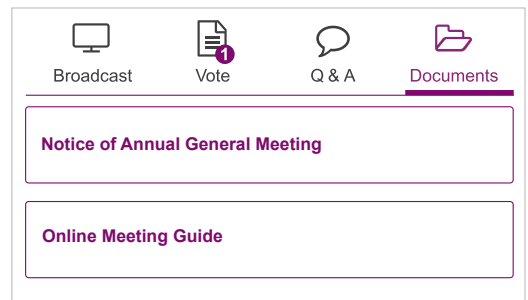 1
Broadcast Vote Q & A Documents
Notice of Annual General Meeting
Online Meeting Guide